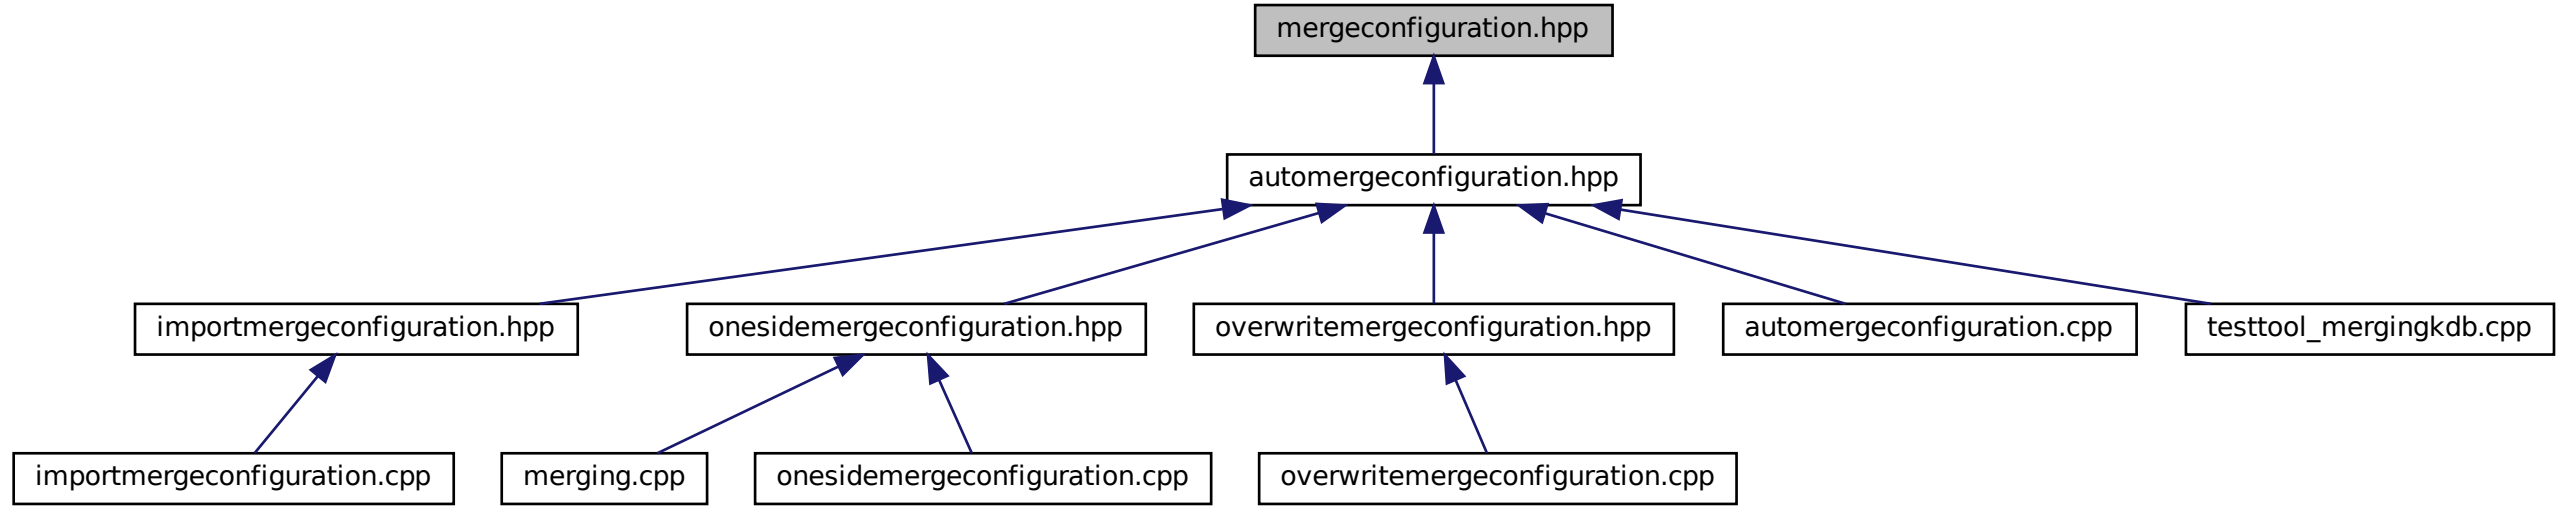 mergeconfiguration.hpp
automergeconfiguration.hpp
importmergeconfiguration.hpp
onesidemergeconfiguration.hpp
overwritemergeconfiguration.hpp
automergeconfiguration.cpp
testtool_mergingkdb.cpp
importmergeconfiguration.cpp
merging.cpp
onesidemergeconfiguration.cpp
overwritemergeconfiguration.cpp